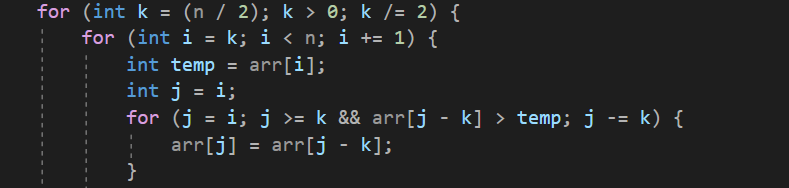 for (int k = (n / 2); k > 0; k /= 2) {
for (int i = k; i < n; i += 1) {
int temp = arr[i];
int j = i;
for (j = i; j >= k && arr[j - k] > temp; j -= k) {
arr[j] = arr[j - k];
}